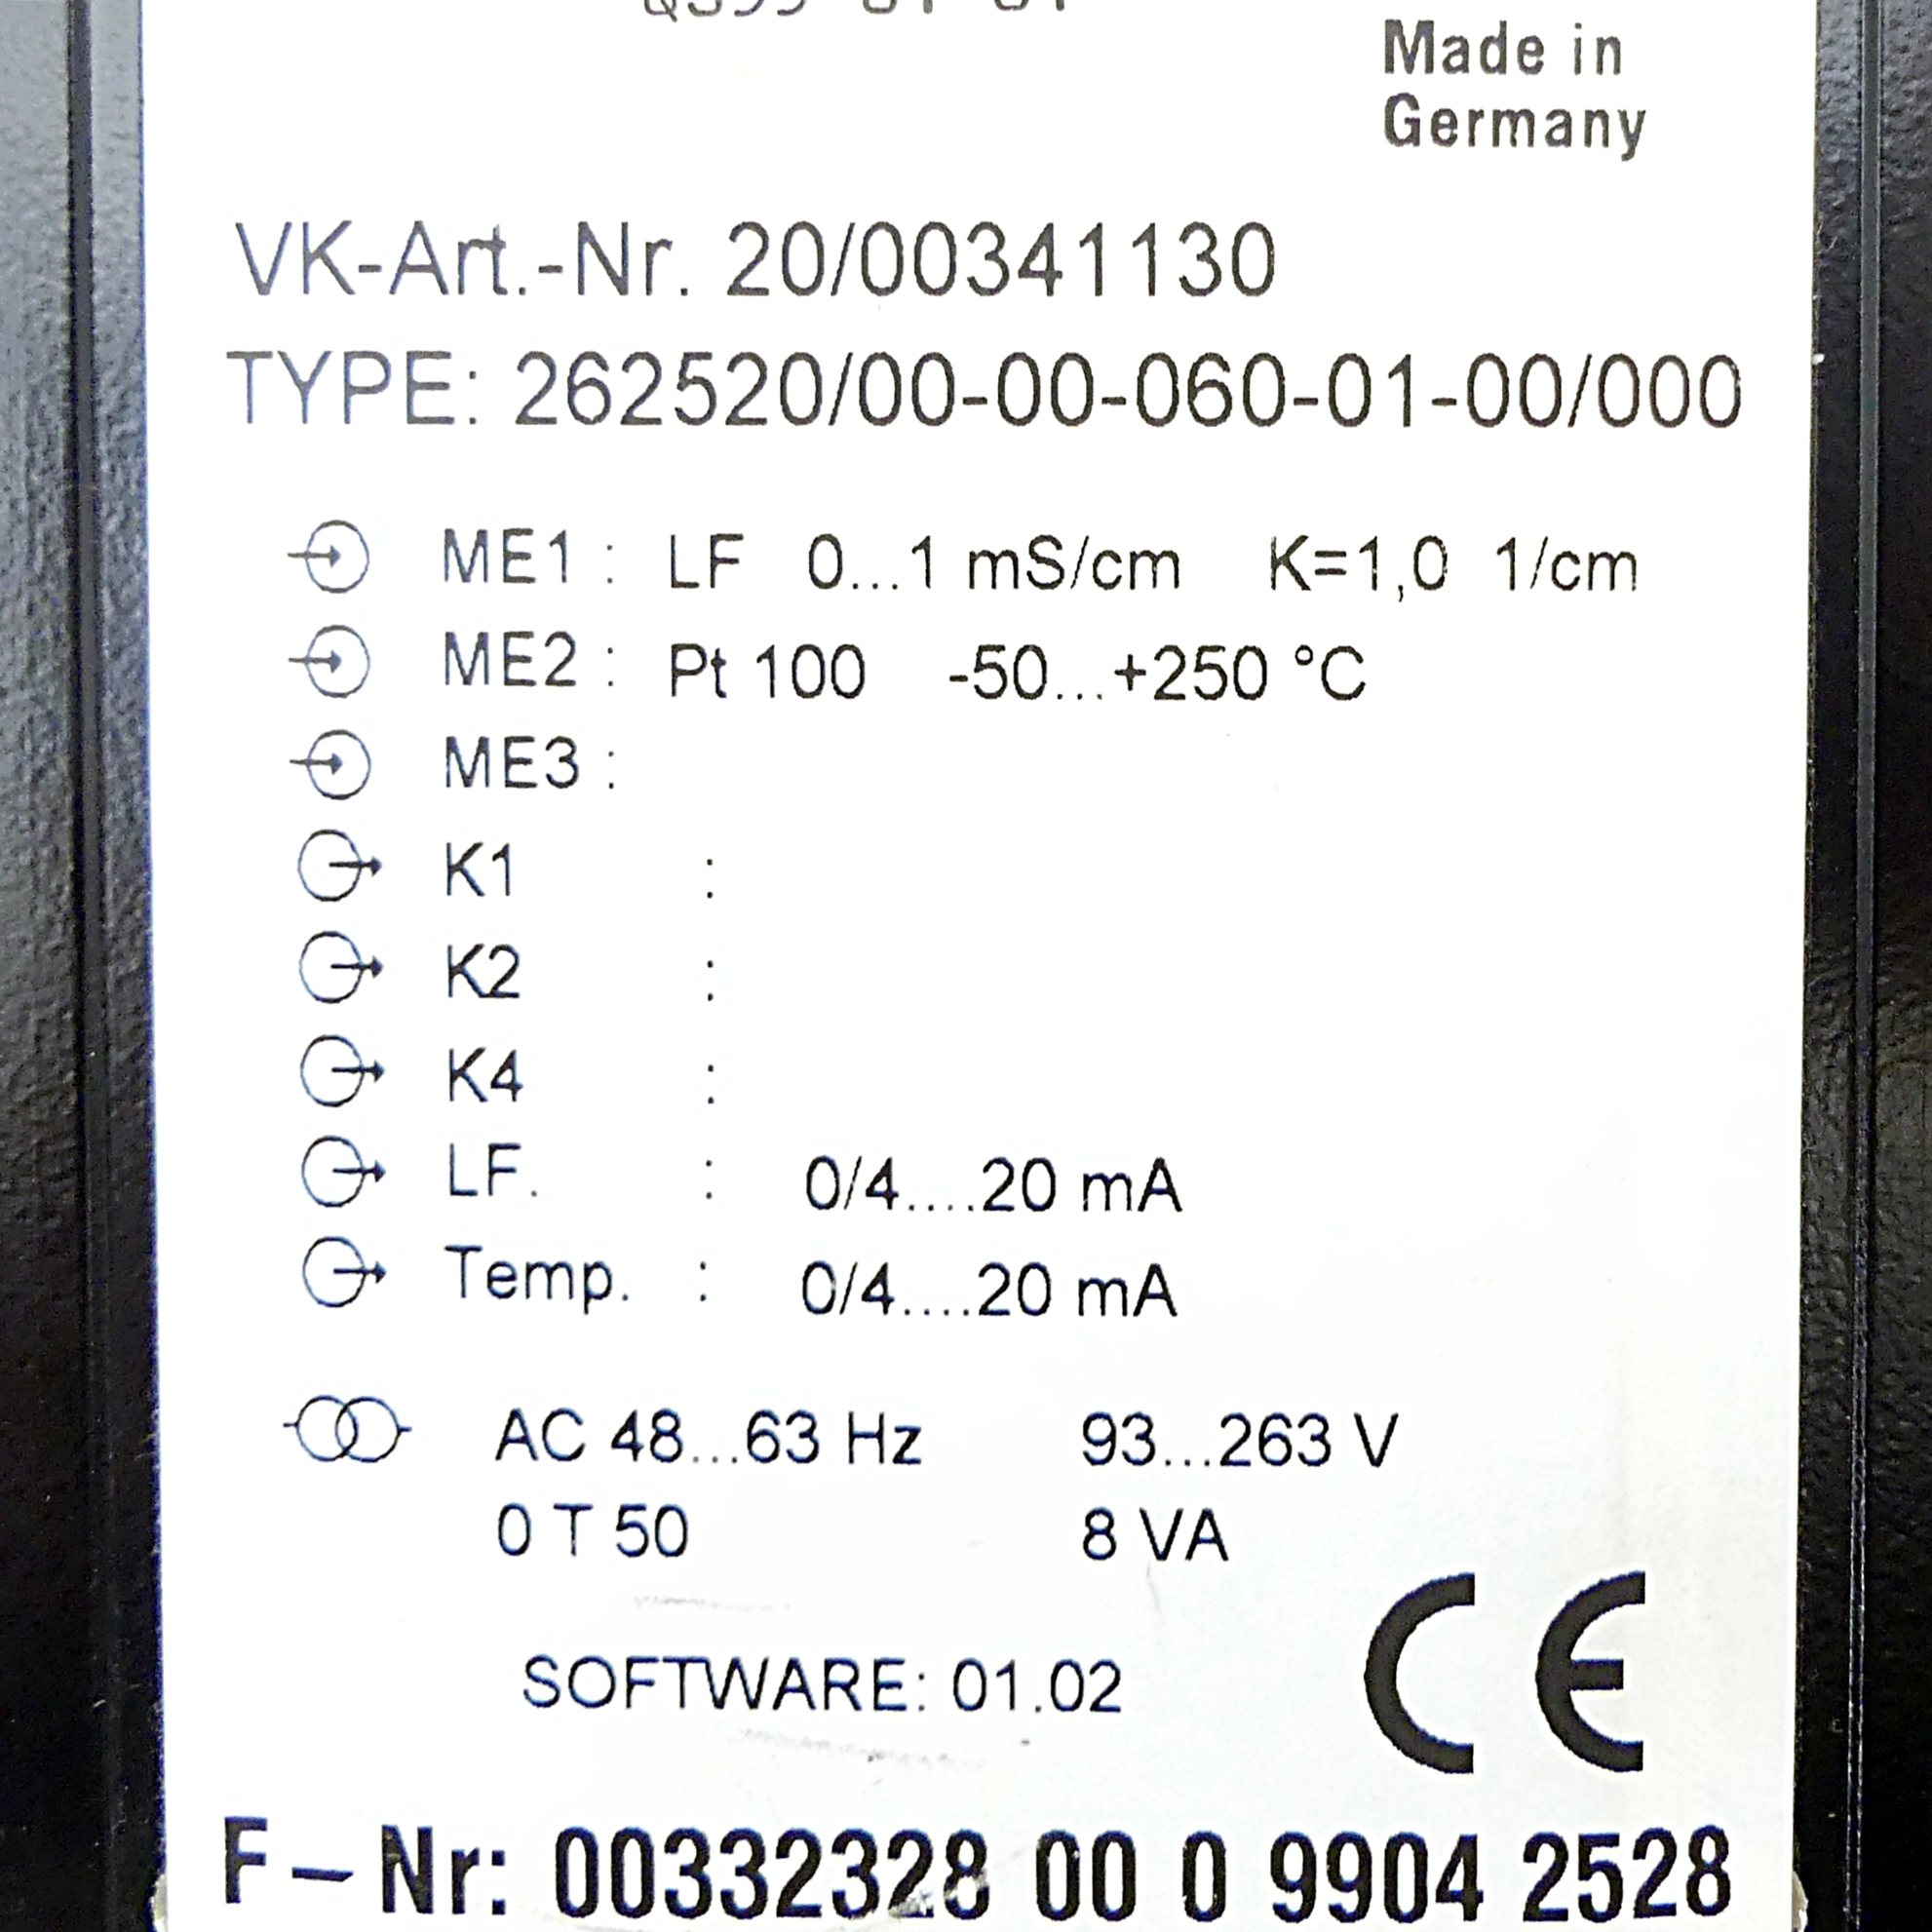 Made in
Germany
VK-Art.-Nr. 20/00341130
TYPE: 262520/00-00-060-01-00/000
ME1 : LF 0...1 mS/cm K=1,0 1/cm
ME2 : Pt 100 -50...+250 °C
ME3 :
K1 :
K2 :
K4 :
LF. : 0/4....20 mA
Temp. : 0/4....20 mA
AC 48...63 Hz 93...263 V
0 T 50 8 VA
SOFTWARE: 01.02
CE
F-Nr: 00332328 00 0 9904 2528